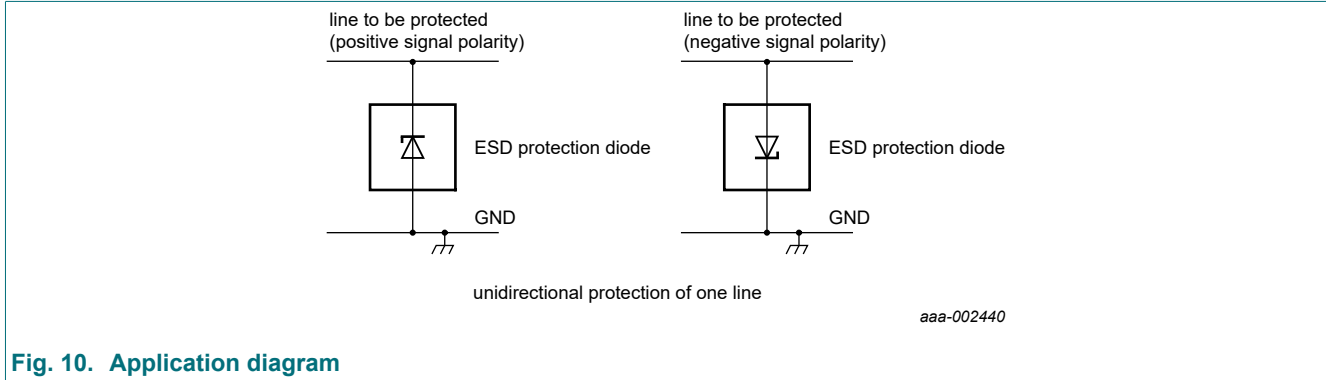 line to be protected
(positive signal polarity)
ESD protection diode
GND
line to be protected
(negative signal polarity)
ESD protection diode
GND
unidirectional protection of one line
aaa-002440
Fig. 10. Application diagram